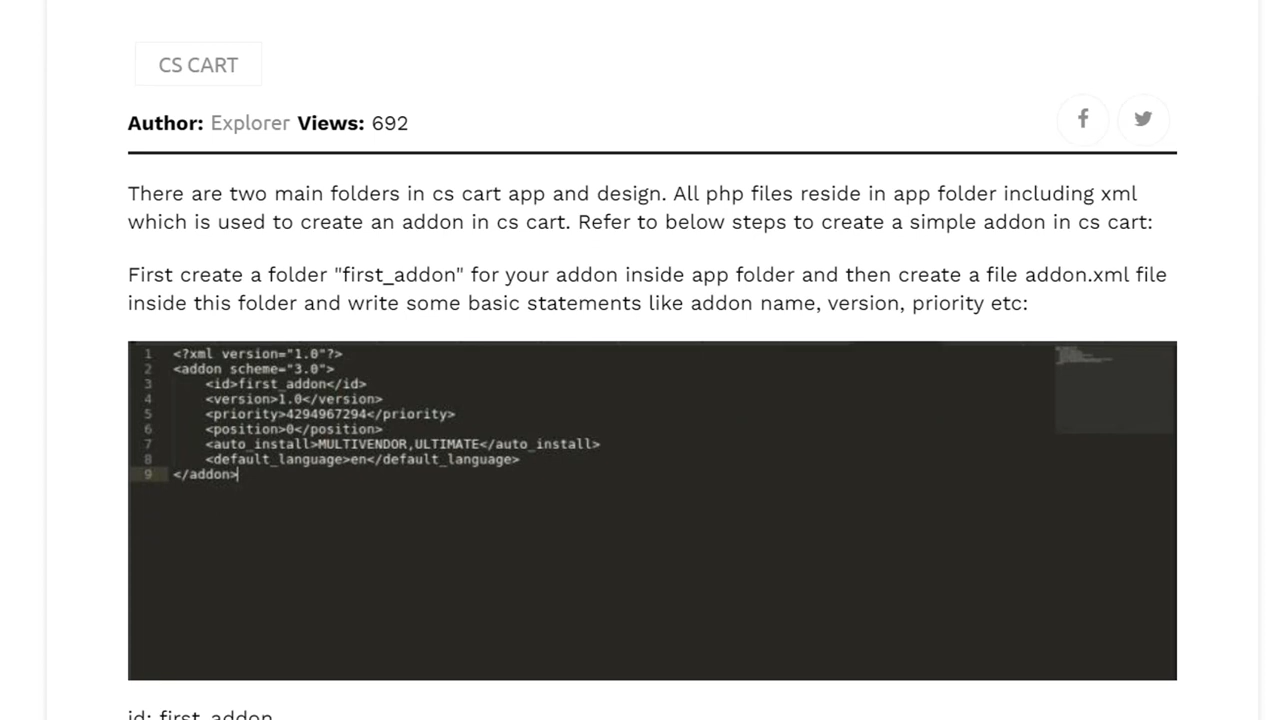 CS CART
Author: Explorer Views: 692
There are two main folders in cs cart app and design. All php files reside in app folder including xml
which is used to create an addon in cs cart. Refer to below steps to create a simple addon in cs cart:
First create a folder "first_addon" for your addon inside app folder and then create a file addon.xml file
inside this folder and write some basic statements like addon name, version, priority etc:
1 <?xml version="1.0"?>
2 <addon scheme="3.0">
3 <id>first_addon</id>
4 <version>1.0</version>
5 <priority>4294967294</priority>
6 <position>0</position>
7 <auto_install>MULTIVENDOR,ULTIMATE</auto_install>
8 <default_language>en</default_language>
9 </addon>
id: first_addon